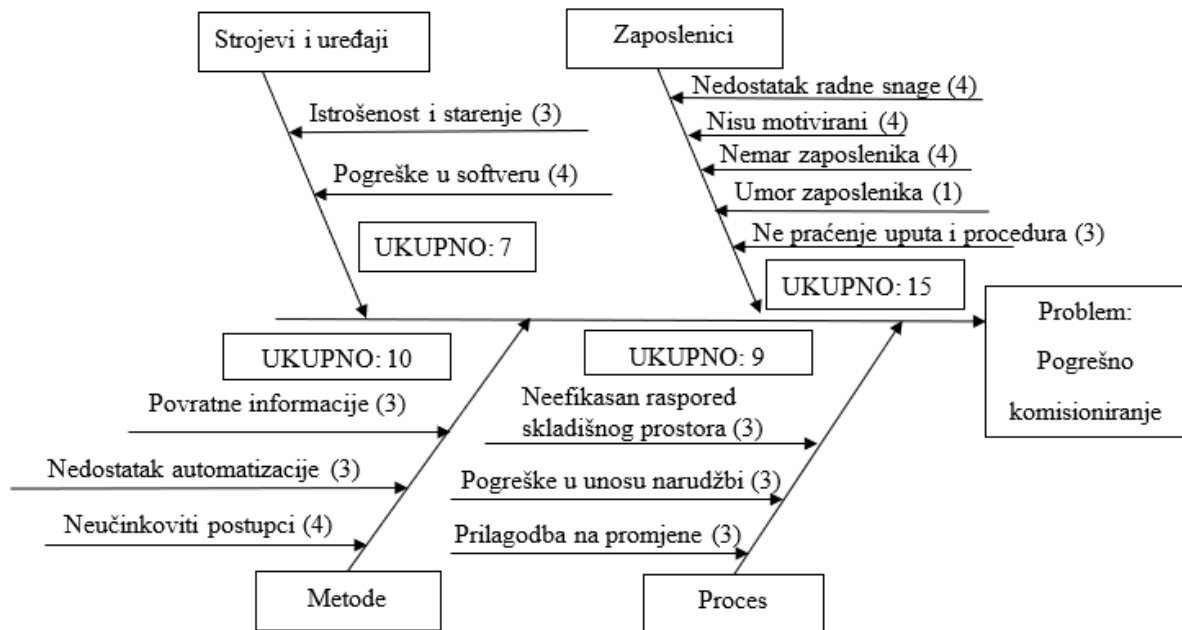 Strojevi i uređaji
Istrošenost i starenje (3)
Pogreške u softveru (4)
UKUPNO: 7
Zaposlenici
Nedostatak radne snage (4)
Nisu motivirani (4)
Nemar zaposlenika (4)
Umor zaposlenika (1)
Ne praćenje uputa i procedura (3)
UKUPNO: 15
UKUPNO: 10
Povratne informacije (3)
Nedostatak automatizacije (3)
Neučinkoviti postupci (4)
Metode
UKUPNO: 9
Neefikasan raspored
skladišnog prostora (3)
Pogreške u unosu narudžbi (3)
Prilagodba na promjene (3)
Proces
Problem:
Pogrešno
komisioniranje